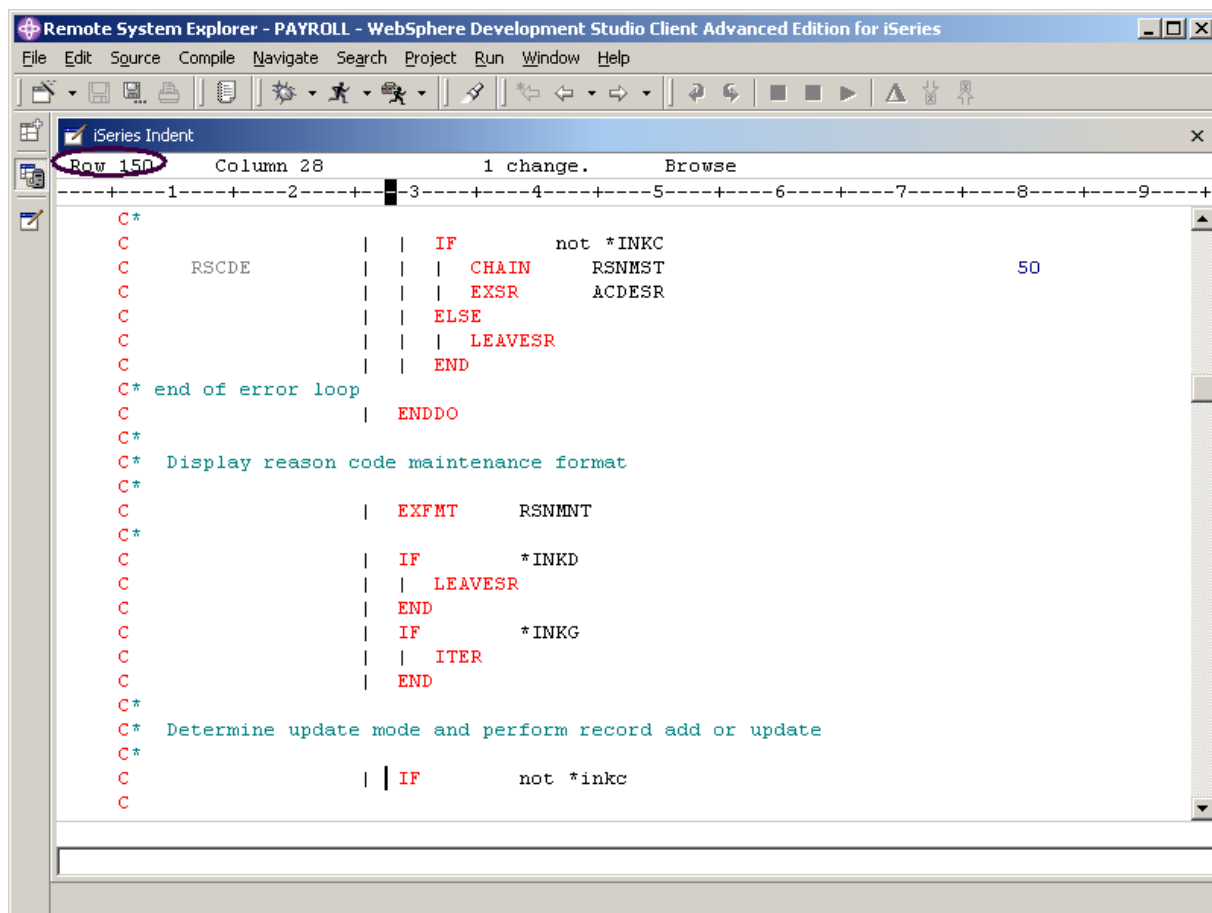 Remote System Explorer - PAYROLL - WebSphere Development Studio Client Advanced Edition for iSeries
File Edit Source Compile Navigate Search Project Run Window Help
iSeries Indent
Row 150 Column 28 1 change. Browse
----+----1----+----2----+----3----+----4----+----5----+----6----+----7----+----8----+----9----+
C*
C | | IF not *INKC
C RSCDE | | | CHAIN RSNMST 50
C | | | EXSR ACDESR
C | | ELSE
C | | | LEAVESR
C | | END
C* end of error loop
C | ENDDO
C*
C* Display reason code maintenance format
C*
C | EXFMT RSNMNT
C*
C | IF *INKD
C | | LEAVESR
C | END
C | IF *INKG
C | | ITER
C | END
C*
C* Determine update mode and perform record add or update
C*
C | IF not *inkc
C